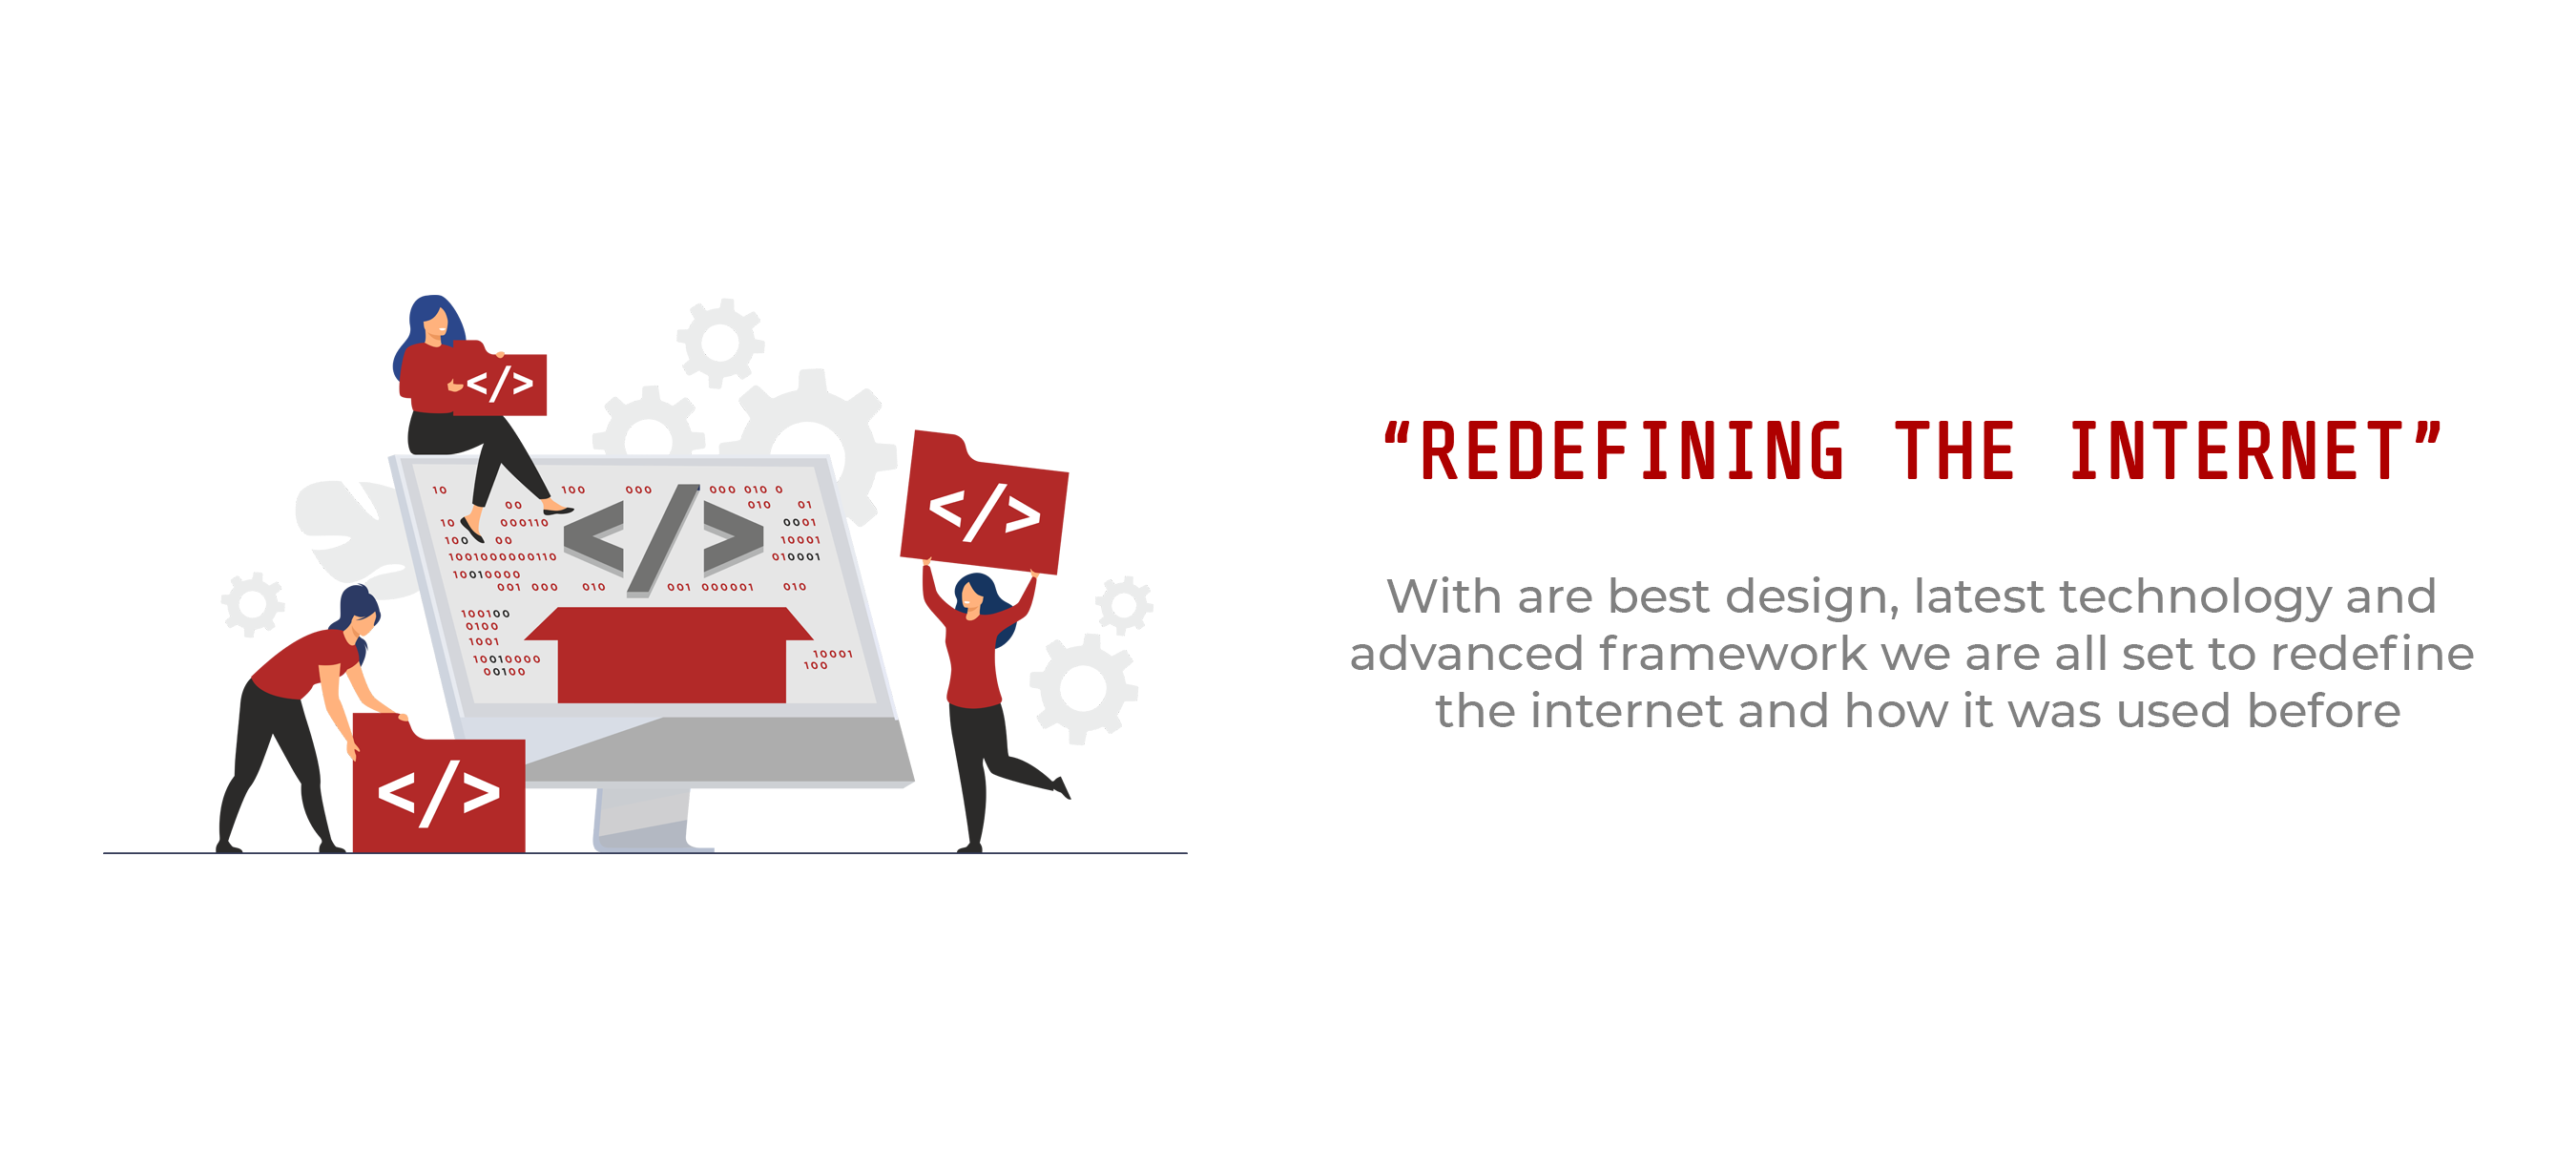 “REDEFINING THE INTERNET”
With are best design, latest technology and
advanced framework we are all set to redefine
the internet and how it was used before
</>
</>
</>
</>
10 100 000 000 010 0
00 010 01
10 000110 0001
100 00 10001
1001000000110 010001
10010000
001 000 010 001 000001 010
100100
0100
1001
10010000 10001
00100 100